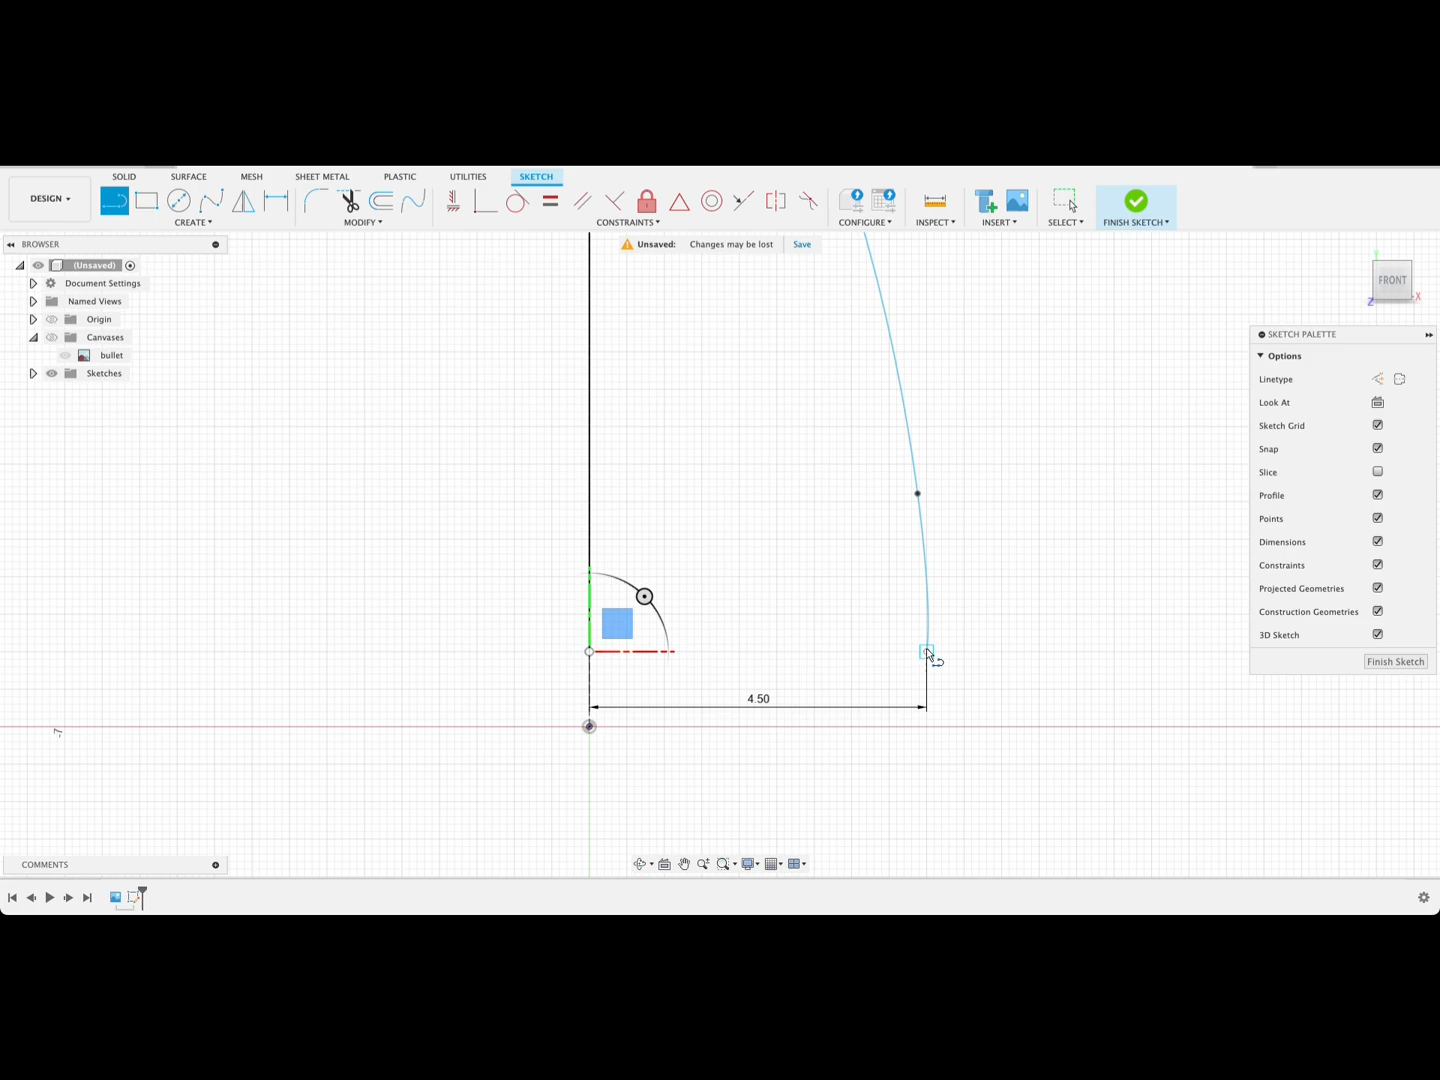 SOLID SURFACE MESH SHEET METAL PLASTIC UTILITIES SKETCH
DESIGN
CREATE MODIFY CONSTRAINTS CONFIGURE INSPECT INSERT SELECT FINISH SKETCH
BROWSER
Unsaved: Changes may be lost Save
(Unsaved)
Document Settings
Named Views
Origin
Canvases
bullet
Sketches
FRONT
Y
Z
X
SKETCH PALETTE
Options
Linetype
Look At
Sketch Grid
Snap
Slice
Profile
Points
Dimensions
Constraints
Projected Geometries
Construction Geometries
3D Sketch
Finish Sketch
4.50
COMMENTS